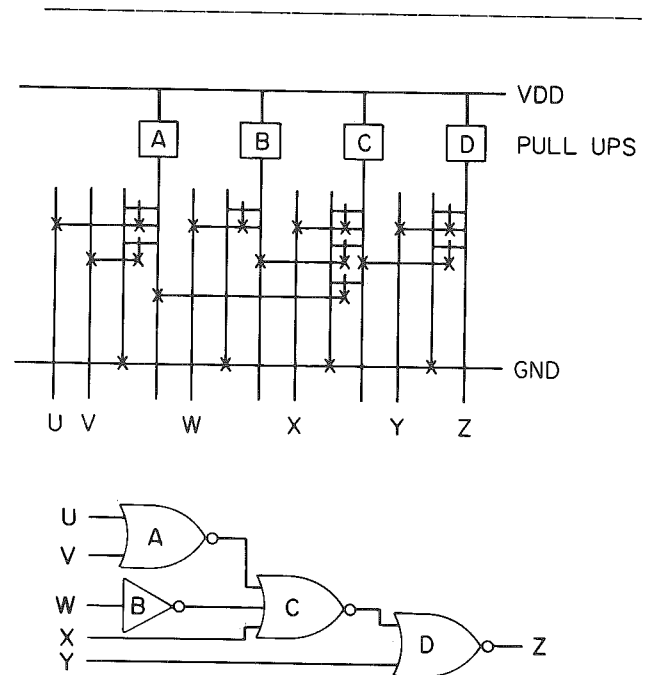 VDD
A B C D PULL UPS
GND
U V W X Y Z
U
A
V
W B C
X
D Z
Y